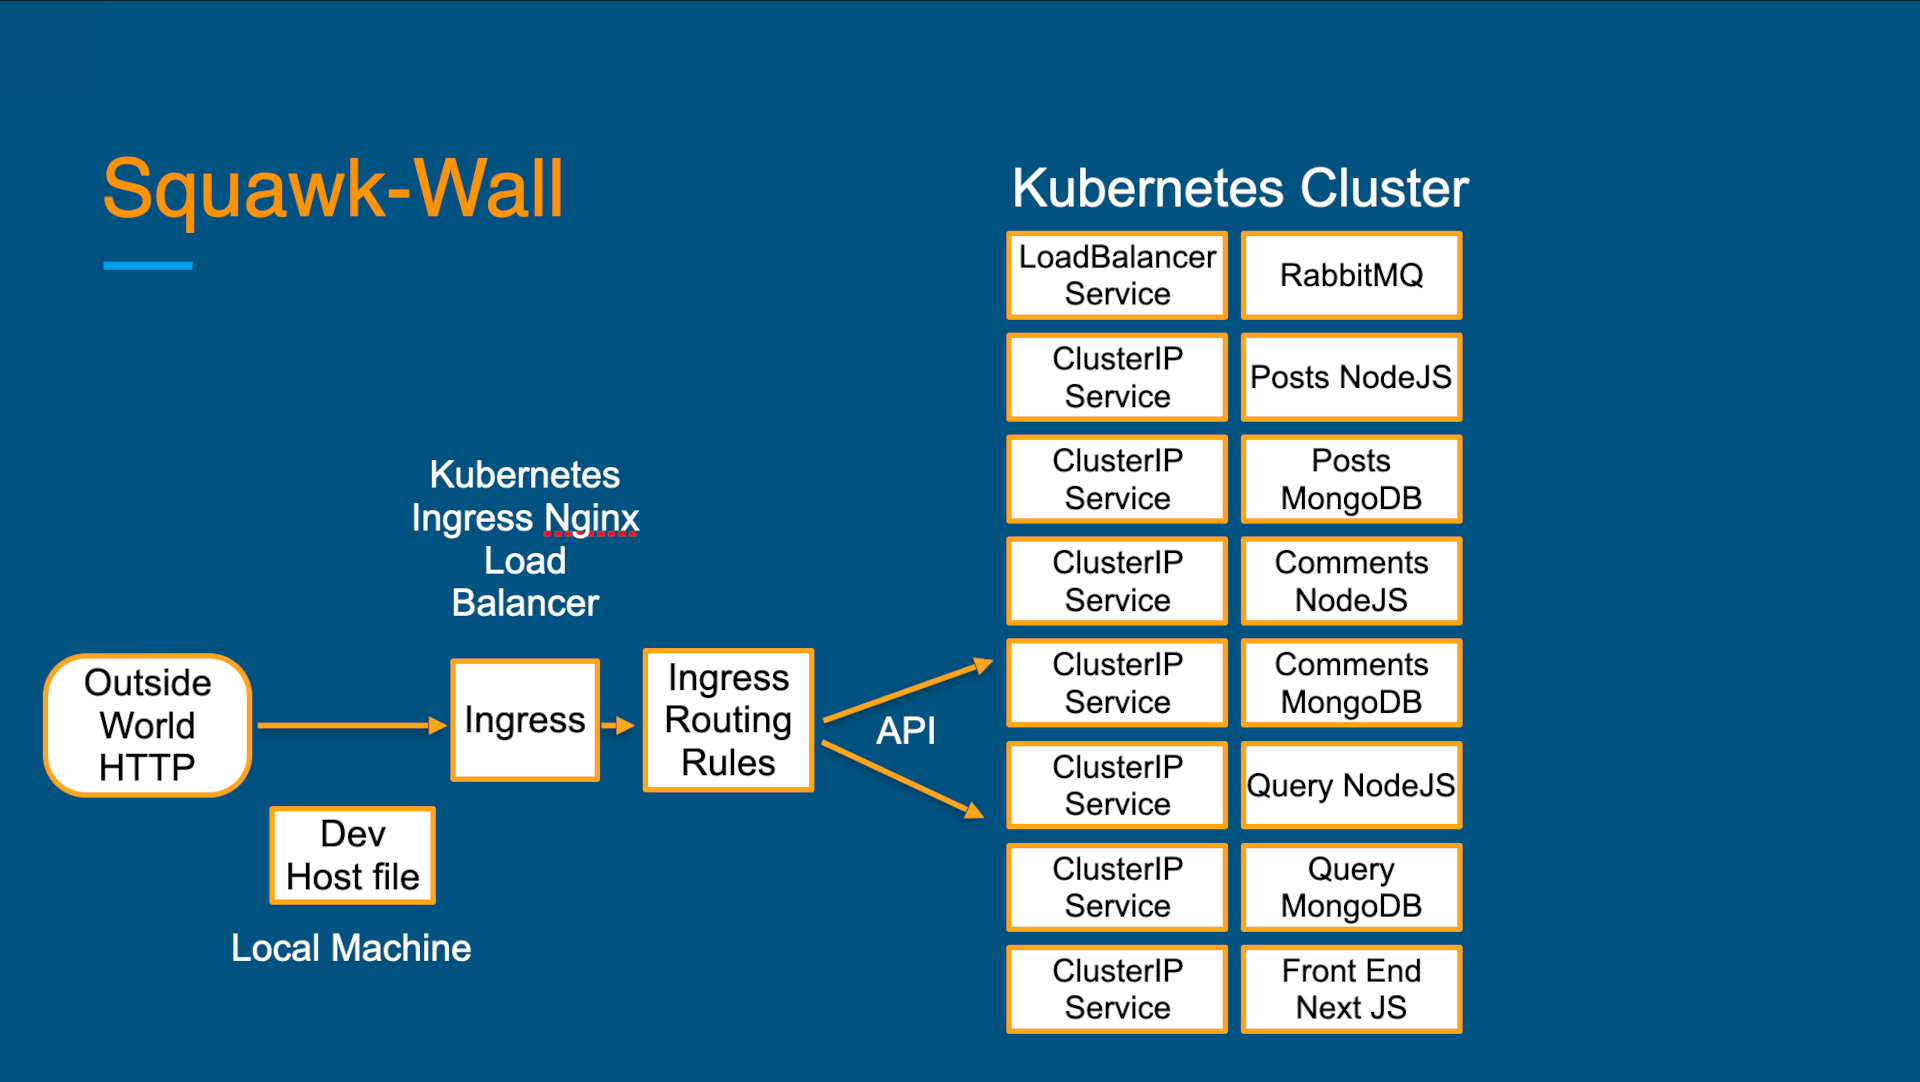 Squawk-Wall
Kubernetes Cluster
LoadBalancer
Service
RabbitMQ
ClusterIP
Service
Posts NodeJS
ClusterIP
Service
Posts
MongoDB
ClusterIP
Service
Comments
NodeJS
ClusterIP
Service
Comments
MongoDB
ClusterIP
Service
Query NodeJS
ClusterIP
Service
Query
MongoDB
ClusterIP
Service
Front End
Next JS
Kubernetes
Ingress Nginx
Load
Balancer
Outside
World
HTTP
Ingress
Ingress
Routing
Rules
API
Dev
Host file
Local Machine